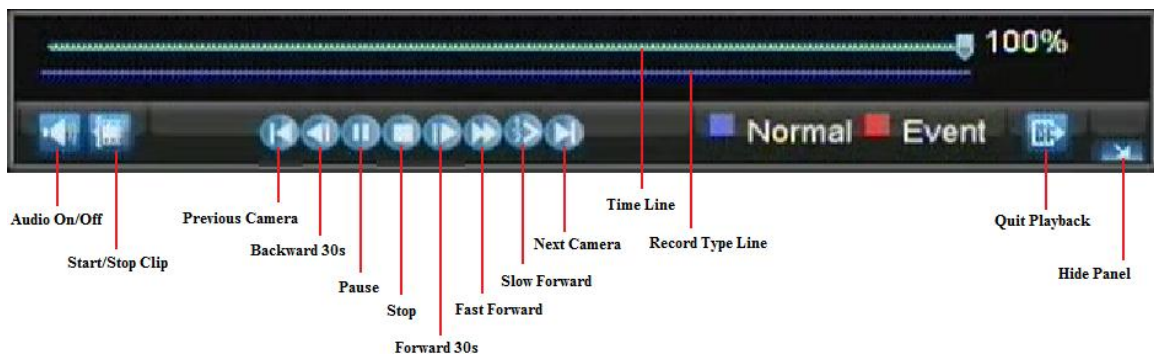 100%
Normal
Event
Audio On/Off
Previous Camera
Time Line
Quit Playback
Start/Stop Clip
Backward 30s
Next Camera
Record Type Line
Pause
Slow Forward
Hide Panel
Stop
Fast Forward
Forward 30s